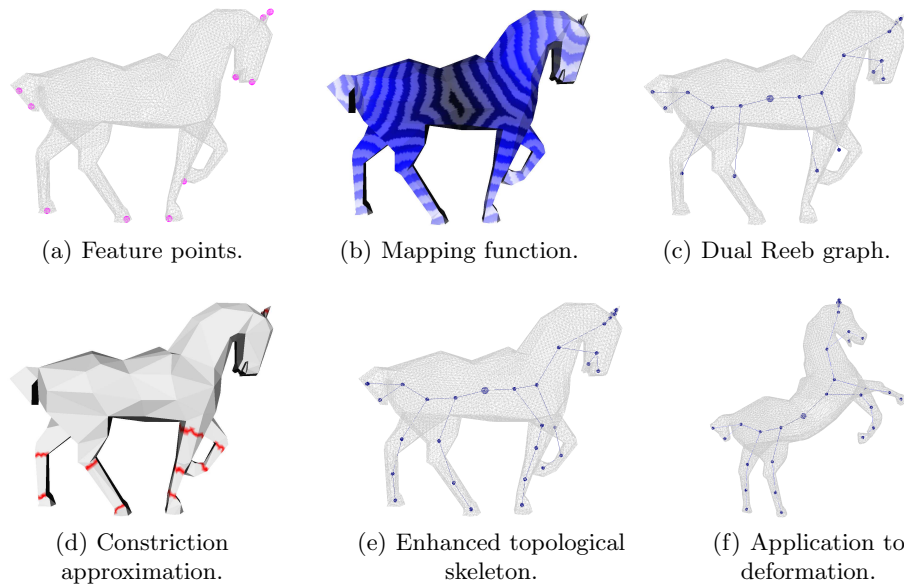 (a) Feature points.
(b) Mapping function.
(c) Dual Reeb graph.
(d) Constriction
approximation.
(e) Enhanced topological
skeleton.
(f) Application to
deformation.